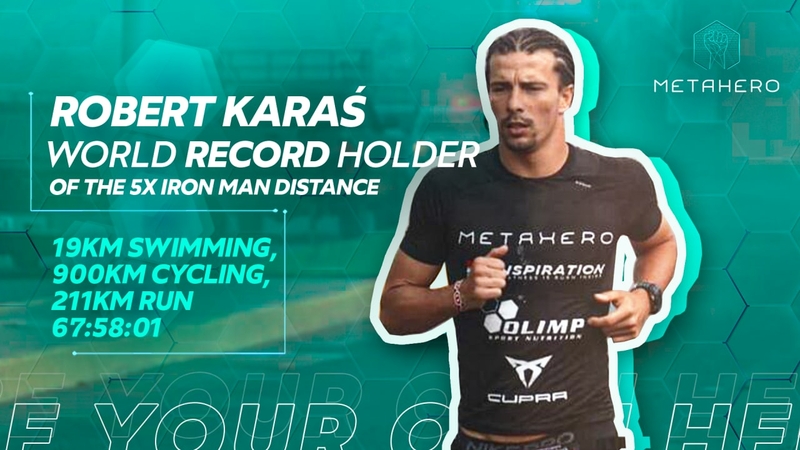 METAHERO
ROBERT KARAŚ
WORLD RECORD HOLDER
OF THE 5X IRON MAN DISTANCE
19KM SWIMMING,
900KM CYCLING,
211KM RUN
67:58:01
METAHERO
OLIMP
SPORT NUTRITION
CUPRA
YOUR